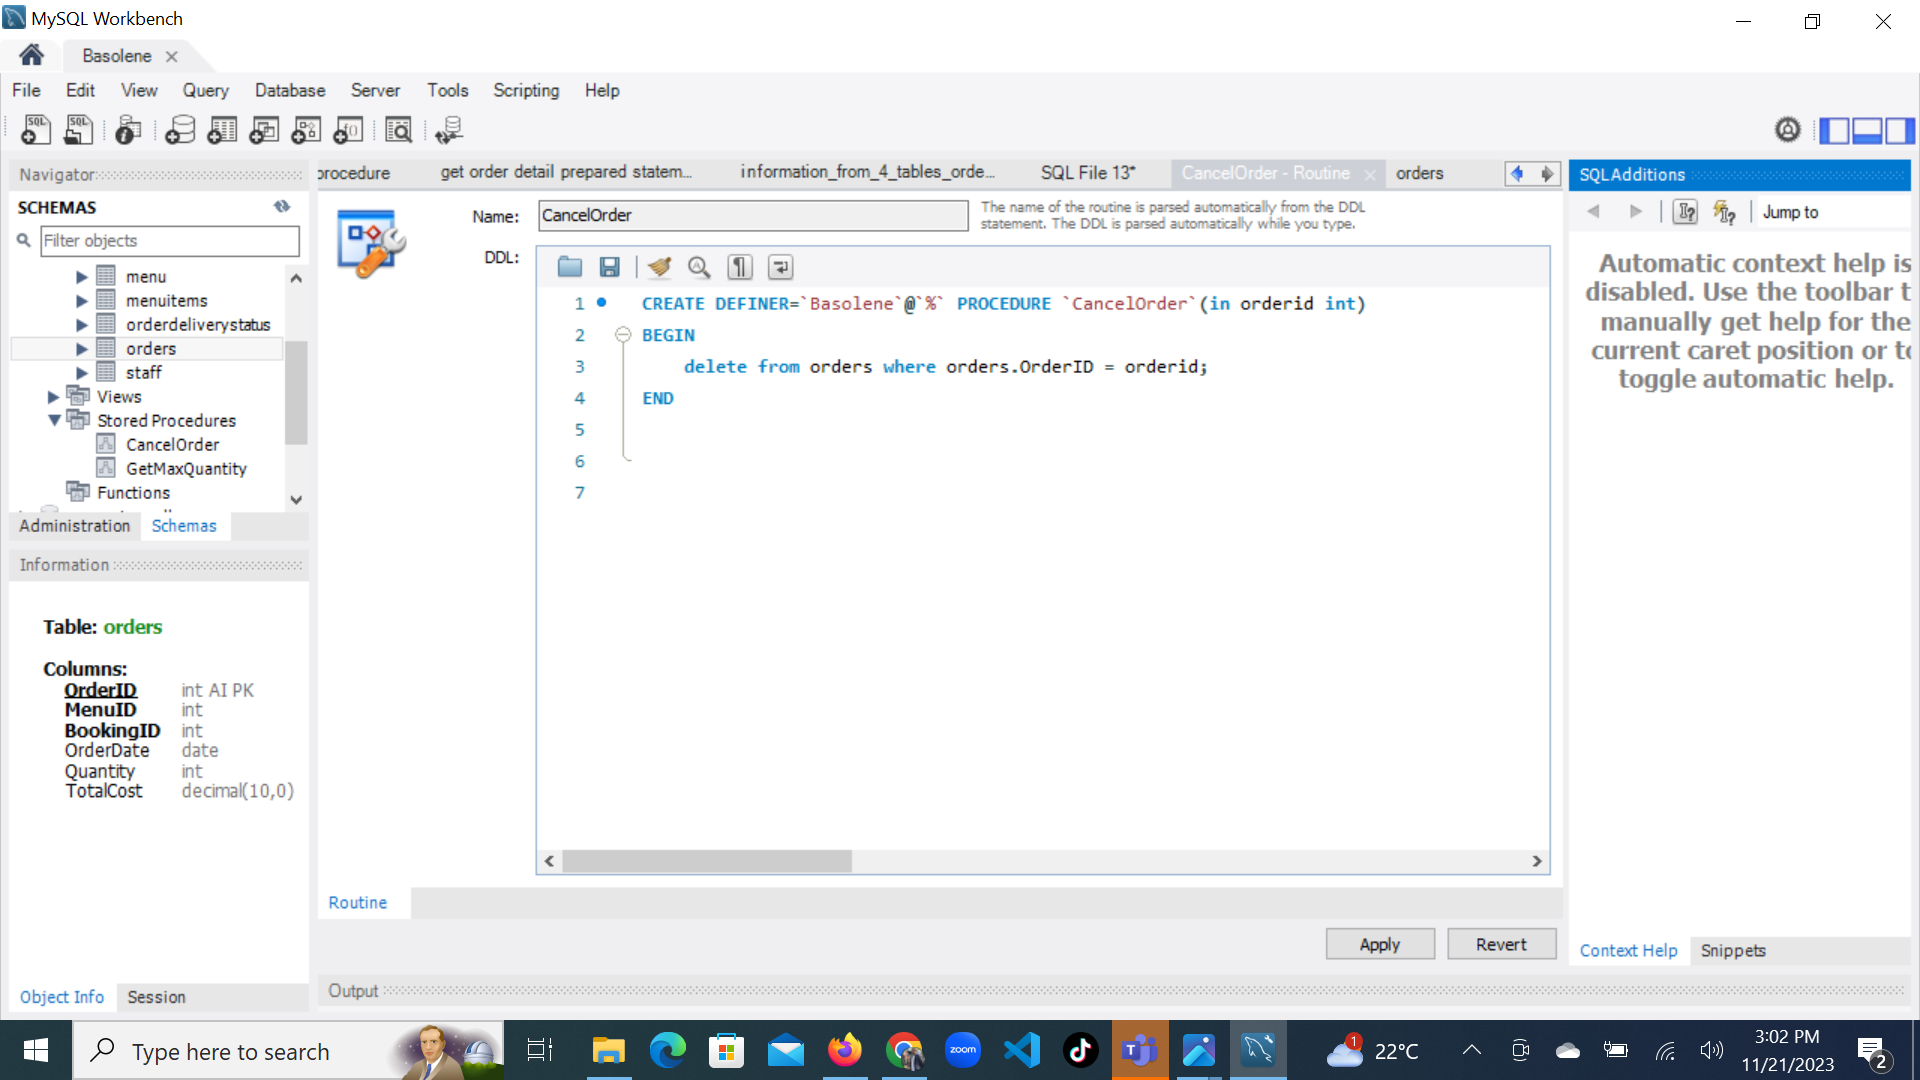 MySQL Workbench
Basolene
File Edit View Query Database Server Tools Scripting Help
SQL SQL
Navigator
SCHEMAS
Filter objects
menu
menuitems
orderdeliverystatus
orders
staff
Views
Stored Procedures
CancelOrder
GetMaxQuantity
Functions
Administration Schemas
Information
Table: orders
Columns:
OrderID int AI PK
MenuID int
BookingID int
OrderDate date
Quantity int
TotalCost decimal(10,0)
Object Info Session
procedure get order detail prepared statem... information_from_4_tables_orde... SQL File 13* CancelOrder - Routine orders
Name: CancelOrder
The name of the routine is parsed automatically from the DDL
statement. The DDL is parsed automatically while you type.
DDL:
1 CREATE DEFINER=`Basolene`@`%` PROCEDURE `CancelOrder`(in orderid int)
2 BEGIN
3 delete from orders where orders.OrderID = orderid;
4 END
5
6
7
Routine
Apply Revert
Output
SQLAdditions
Jump to
Automatic context help is
disabled. Use the toolbar t
manually get help for the
current caret position or to
toggle automatic help.
Context Help Snippets
Type here to search
zoom
1
22°C
3:02 PM
11/21/2023
2